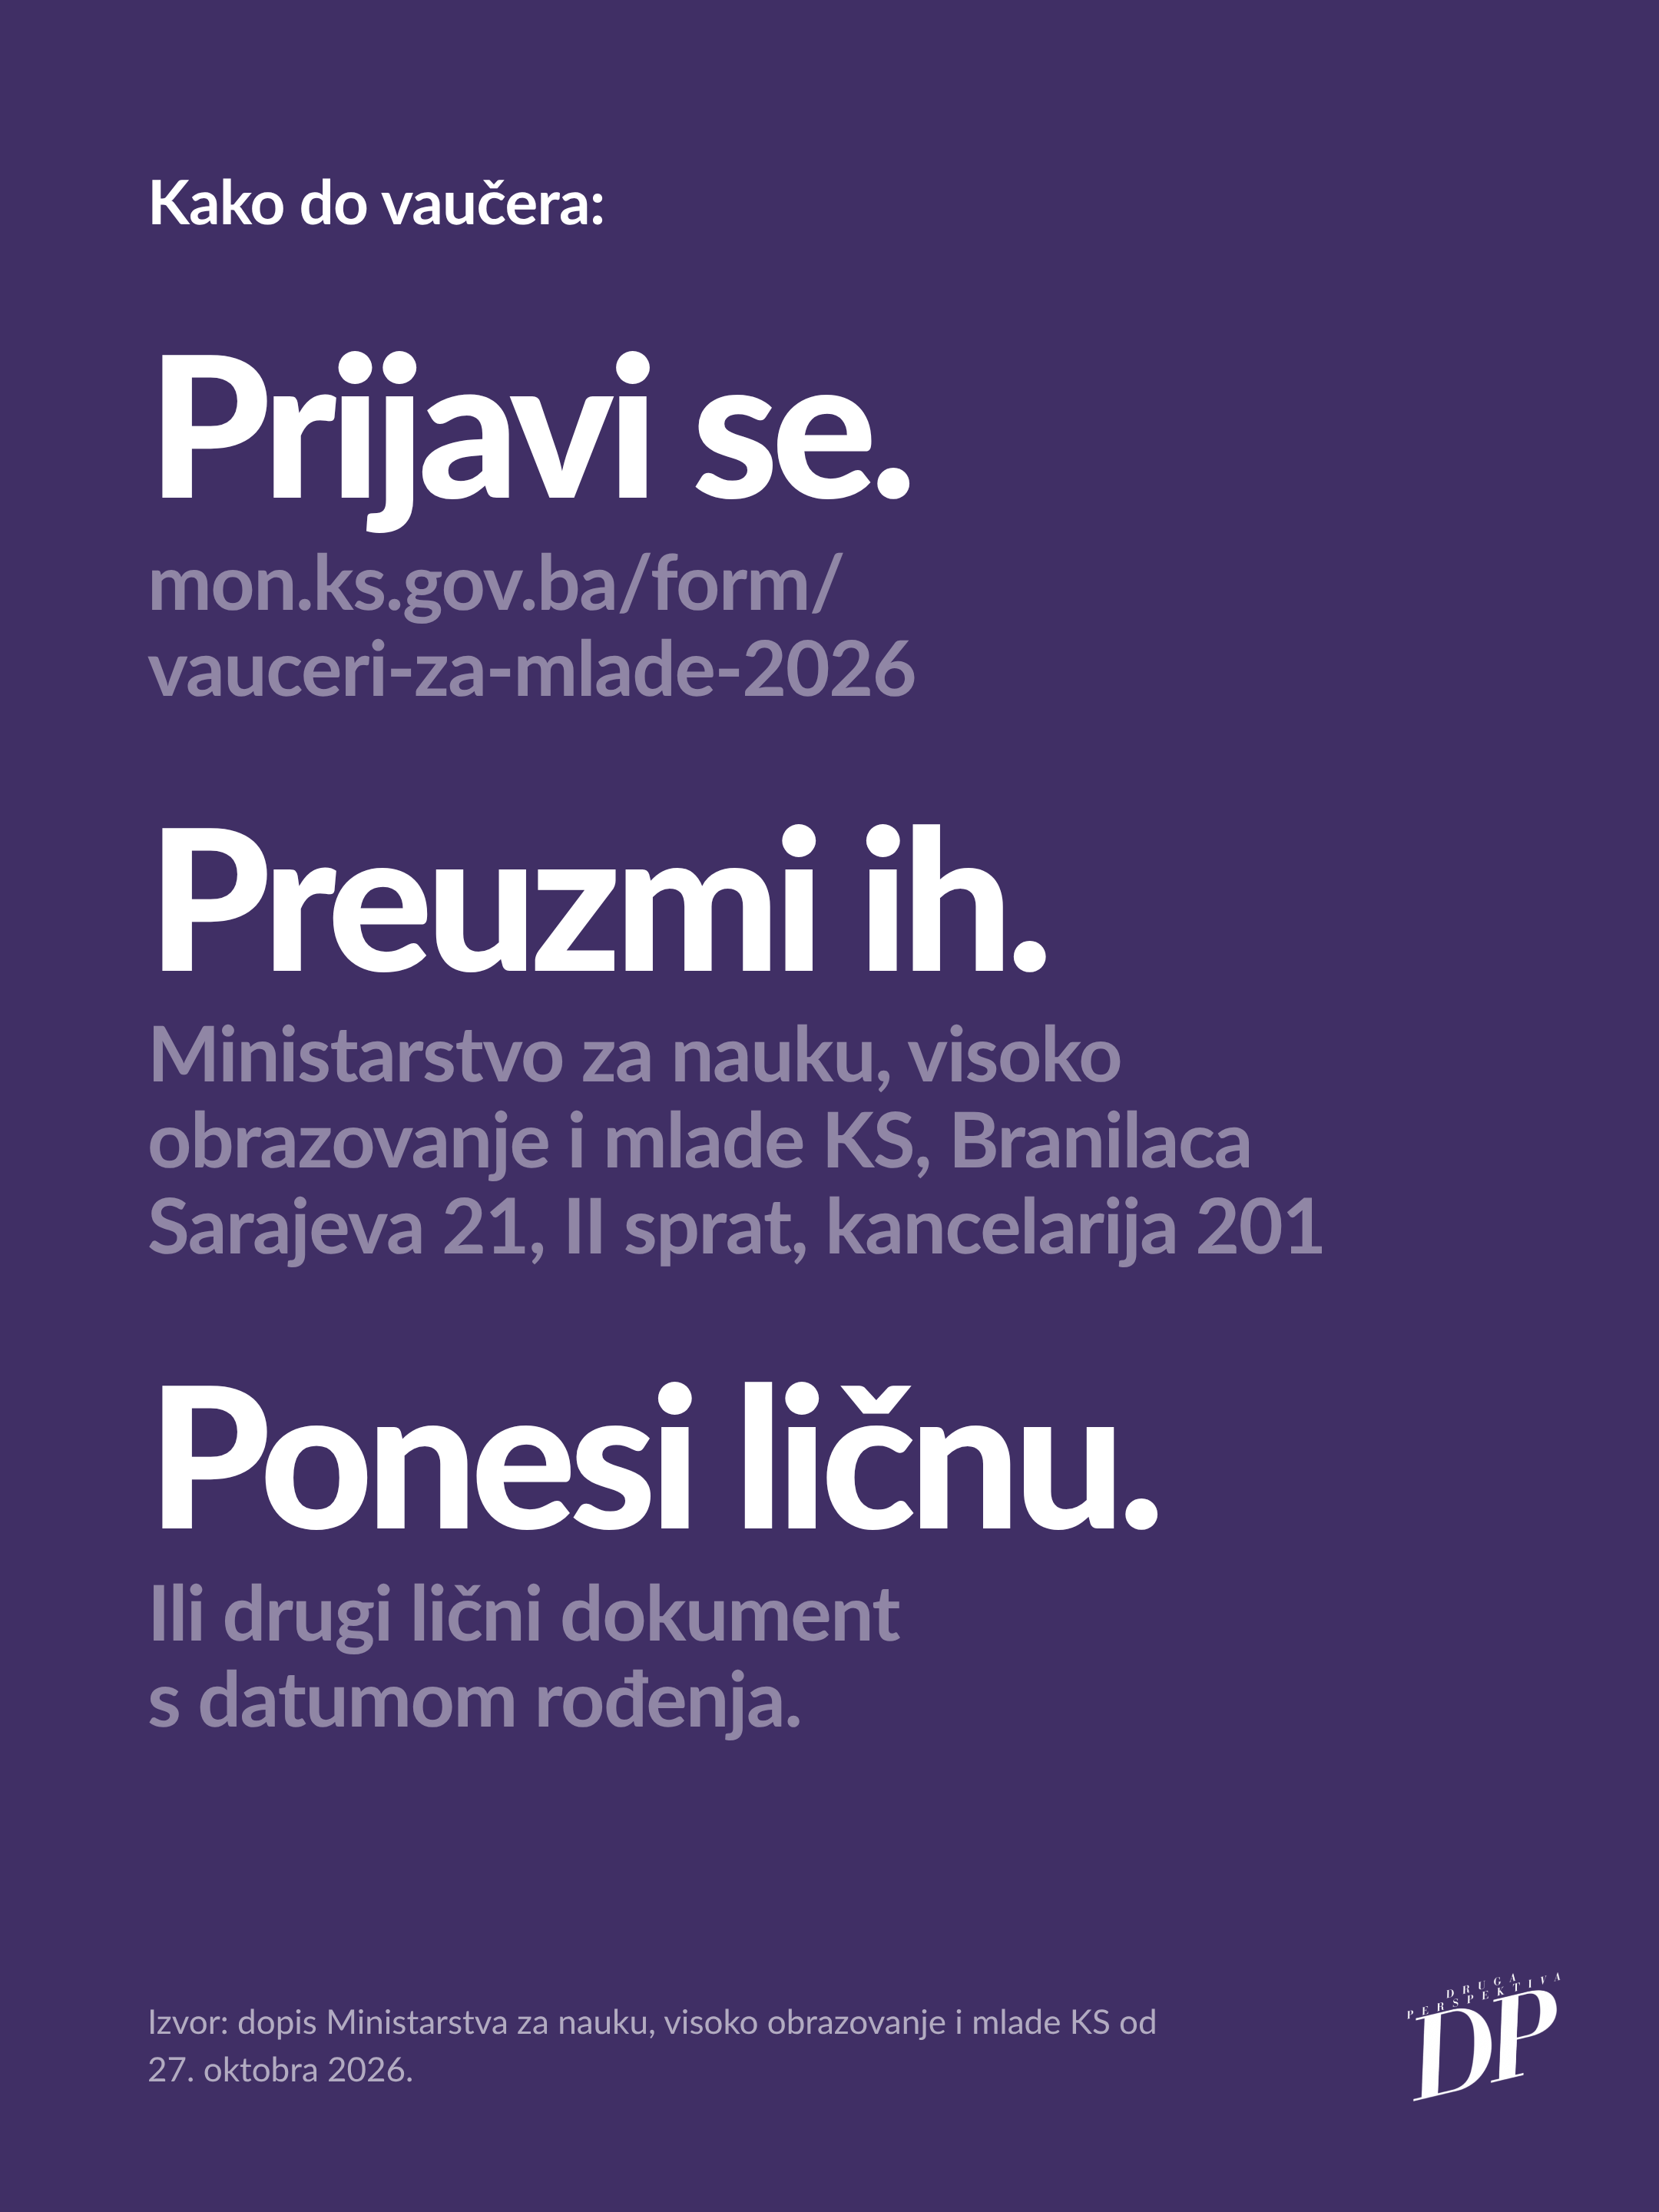 Kako do vaučera:
Prijavi se.
mon.ks.gov.ba/form/
vauceri-za-mlade-2026
Preuzmi ih.
Ministarstvo za nauku, visoko
obrazovanje i mlade KS, Branilaca
Sarajeva 21, II sprat, kancelarija 201
Ponesi ličnu.
Ili drugi lični dokument
s datumom rođenja.
Izvor: dopis Ministarstva za nauku, visoko obrazovanje i mlade KS od
27. oktobra 2026.
DRUGA
PERSPEKTIVA
DP